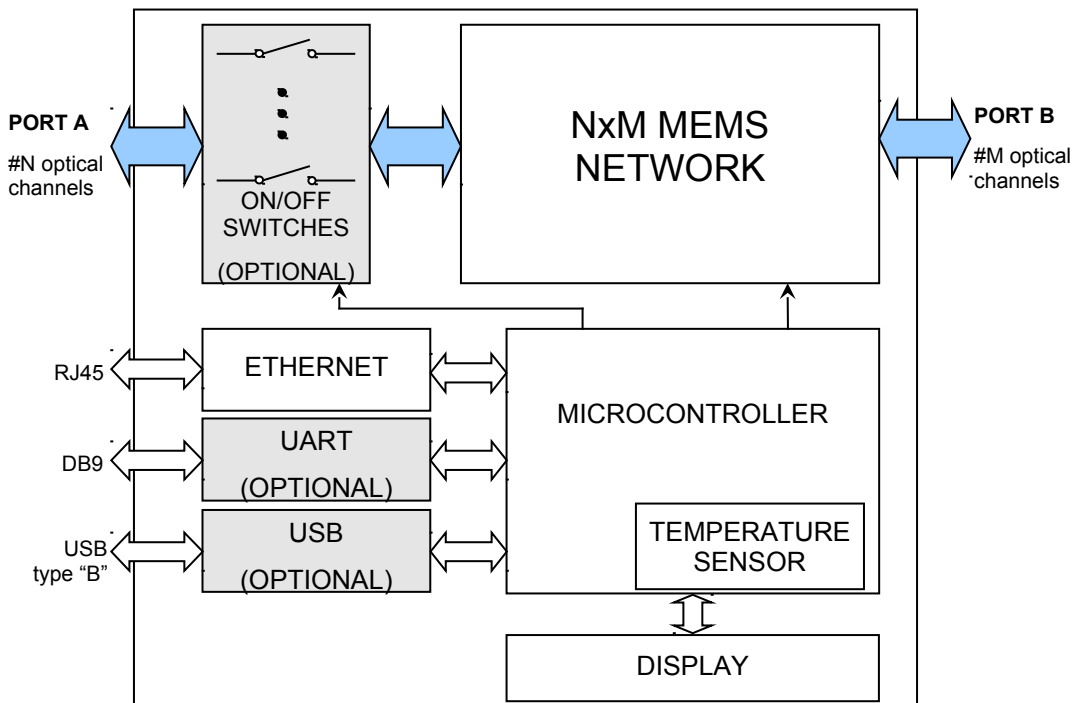 PORT A
#N optical
channels
ON/OFF
SWITCHES
(OPTIONAL)
NxM MEMS
NETWORK
PORT B
#M optical
channels
RJ45
ETHERNET
DB9
UART
(OPTIONAL)
USB
type “B”
USB
(OPTIONAL)
MICROCONTROLLER
TEMPERATURE
SENSOR
DISPLAY